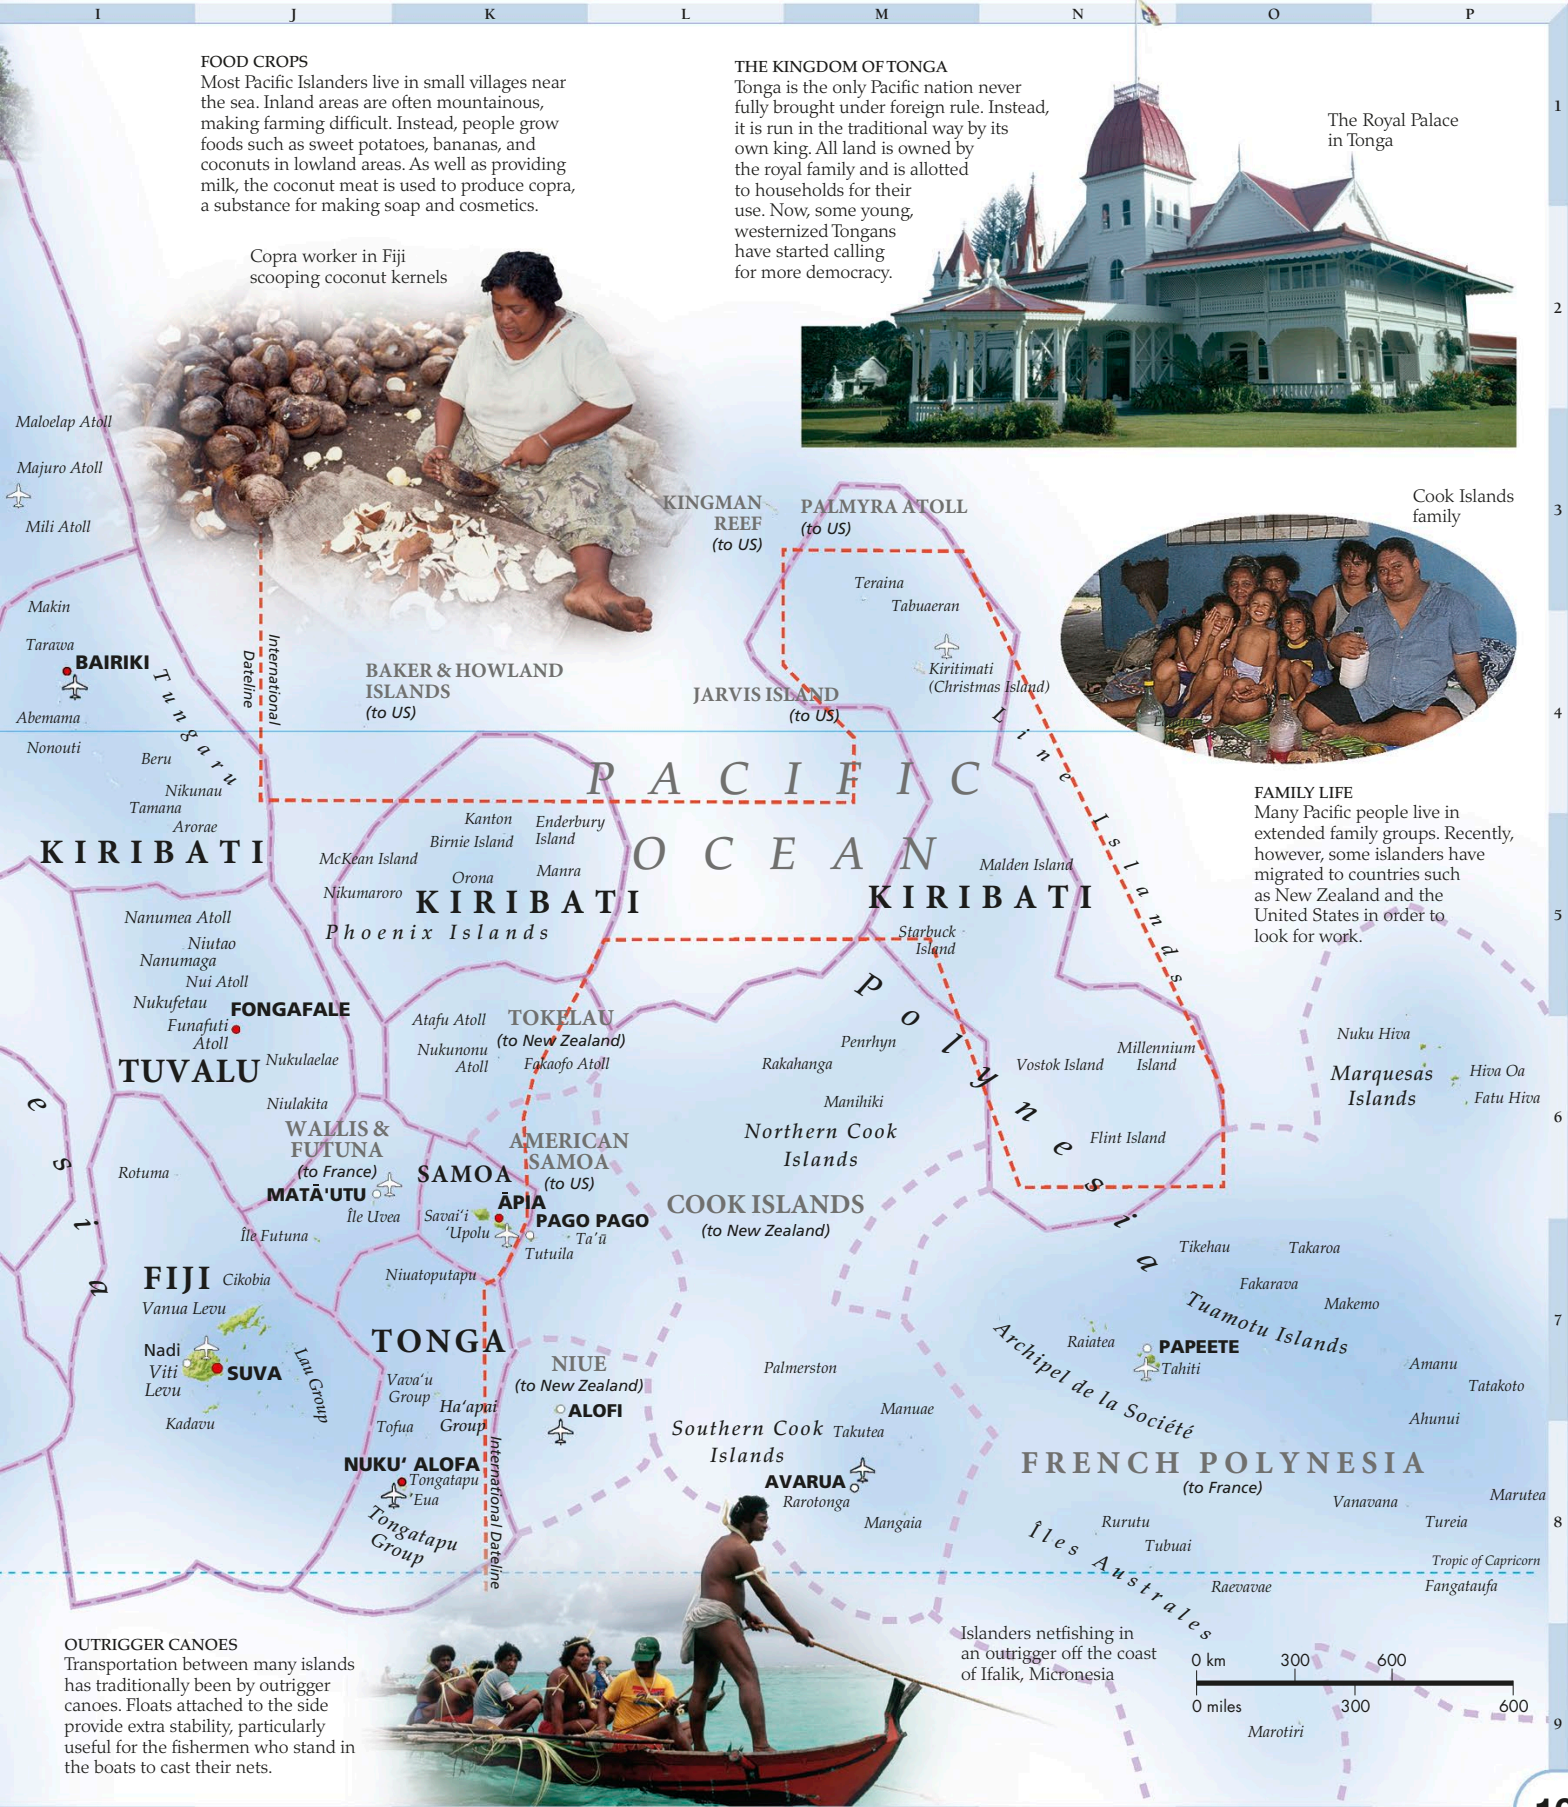 I
J
K
L
M
N
O
P
FOOD CROPS
Most Pacific Islanders live in small villages near
the sea. Inland areas are often mountainous,
making farming difficult. Instead, people grow
foods such as sweet potatoes, bananas, and
coconuts in lowland areas. As well as providing
milk, the coconut meat is used to produce copra,
a substance for making soap and cosmetics.
Copra worker in Fiji
scooping coconut kernels
THE KINGDOM OF TONGA
Tonga is the only Pacific nation never
fully brought under foreign rule. Instead,
it is run in the traditional way by its
own king. All land is owned by
the royal family and is allotted
to households for their
use. Now, some young,
westernized Tongans
have started calling
for more democracy.
The Royal Palace
in Tonga
1
2
3
4
5
6
7
8
9
Maloelap Atoll
Majuro Atoll
Mili Atoll
KINGMAN
REEF
(to US)
PALMYRA ATOLL
(to US)
Cook Islands
family
Teraina
Tabuaeran
Kiritimati
(Christmas Island)
Makin
Tarawa
BAIRIKI
Abemama
Nonouti
Beru
Nikunau
Tamana
Arorae
Tungaru
KIRIBATI
International
Dateline
BAKER & HOWLAND
ISLANDS
(to US)
JARVIS ISLAND
(to US)
Equator
PACIFIC
OCEAN
Line Islands
FAMILY LIFE
Many Pacific people live in
extended family groups. Recently,
however, some islanders have
migrated to countries such
as New Zealand and the
United States in order to
look for work.
Kanton
Enderbury
Island
Birnie Island
McKean Island
Orona
Manra
Nikumaroro
KIRIBATI
Phoenix Islands
Malden Island
KIRIBATI
Starbuck
Island
Polynesia
Nanumea Atoll
Niutao
Nanumaga
Nui Atoll
Nukufetau
FONGAFALE
Funafuti
Atoll
TUVALU
Nukulaelae
Niulakita
Atafu Atoll
TOKELAU
(to New Zealand)
Nukunonu
Atoll
Fakaofo Atoll
Penrhyn
Rakahanga
Manihiki
Northern Cook
Islands
Vostok Island
Millennium
Island
Flint Island
Nuku Hiva
Marquesas
Islands
Hiva Oa
Fatu Hiva
esia
Rotuma
WALLIS &
FUTUNA
(to France)
MATĀ'UTU
Île Uvea
Île Futuna
SAMOA
ĀPIA
Savai'i
'Upolu
AMERICAN
SAMOA
(to US)
PAGO PAGO
Ta'ū
Tutuila
COOK ISLANDS
(to New Zealand)
FIJI
Cikobia
Vanua Levu
Nadi
Viti
Levu
SUVA
Lau Group
Kadavu
Niuatoputapu
TONGA
Vava'u
Group
Ha'apai
Group
Tofua
NUKU' ALOFA
Tongatapu
'Eua
Tongatapu
Group
International Dateline
NIUE
(to New Zealand)
ALOFI
Palmerston
Manuae
Southern Cook
Islands
Takutea
AVARUA
Rarotonga
Mangaia
Tikehau
Takaroa
Fakarava
Makemo
Tuamotu Islands
Raiatea
PAPEETE
Tahiti
Archipel de la Société
Amanu
Tatakoto
Ahunui
FRENCH POLYNESIA
(to France)
Vanavana
Marutea
Tureia
Rurutu
Tubuai
Îles Australes
Raevavae
Tropic of Capricorn
Fangataufa
Marotiri
OUTRIGGER CANOES
Transportation between many islands
has traditionally been by outrigger
canoes. Floats attached to the side
provide extra stability, particularly
useful for the fishermen who stand in
the boats to cast their nets.
Islanders netfishing in
an outrigger off the coast
of Ifalik, Micronesia
0 km 300 600
0 miles 300 600